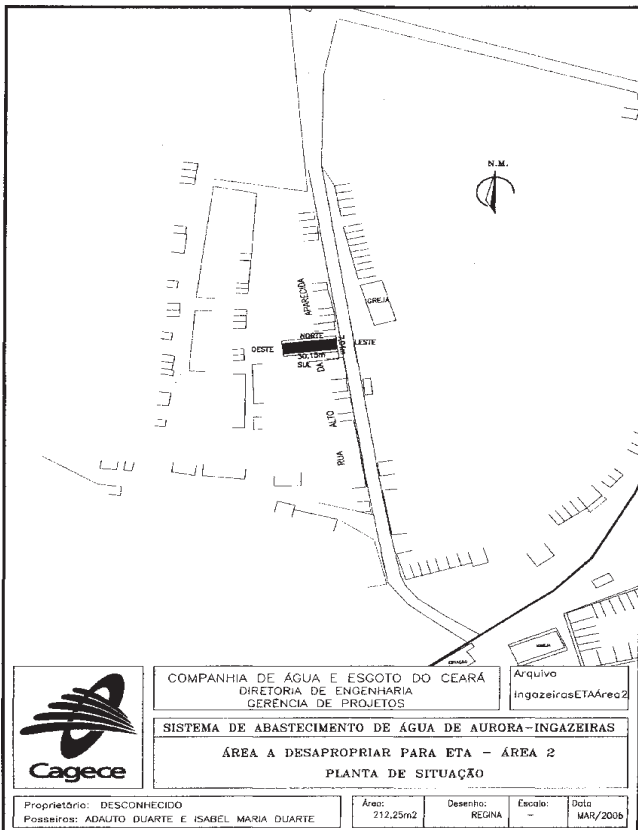 N.M.
IGREJA
APARECIDA
NORTE
OESTE
LESTE
SUL
DA
ALTO
RUA
Cagece
COMPANHIA DE ÁGUA E ESGOTO DO CEARÁ
DIRETORIA DE ENGENHARIA
GERÊNCIA DE PROJETOS
Arquivo
IngazeirasETAÁrea2
SISTEMA DE ABASTECIMENTO DE ÁGUA DE AURORA-INGAZEIRAS
ÁREA A DESAPROPRIAR PARA ETA - ÁREA 2
PLANTA DE SITUAÇÃO
Proprietário: DESCONHECIDO
Posseiros: ADAUTO DUARTE E ISABEL MARIA DUARTE
Área:
212,25m2
Desenho:
REGINA
Escala:
-
Data
MAR/2006